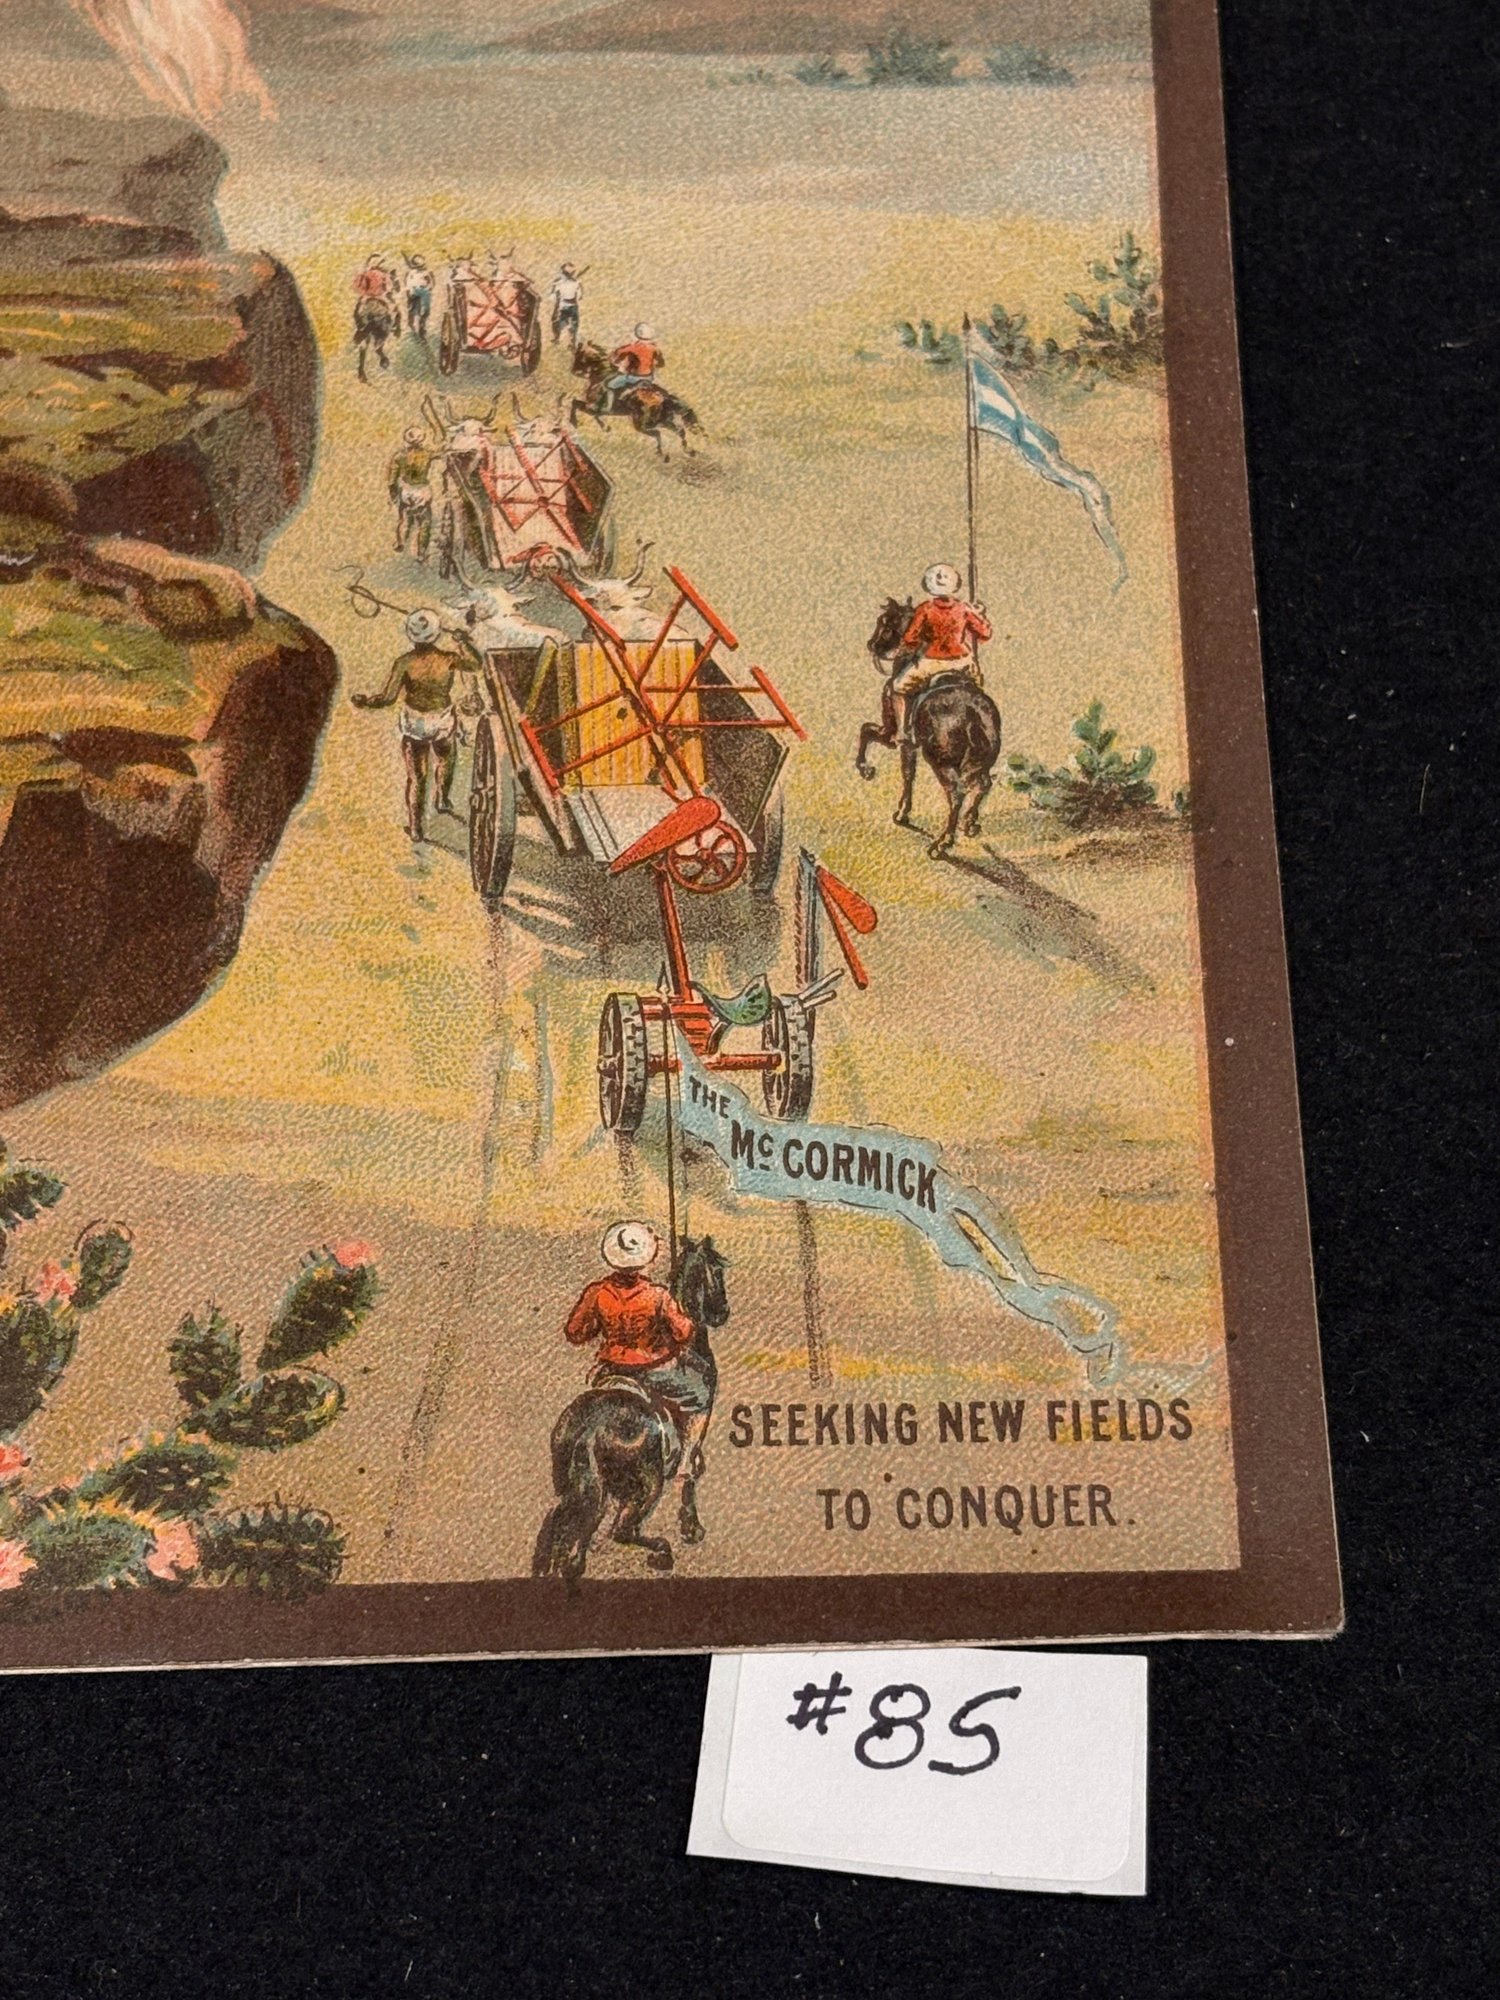 THE
McCORMICK
SEEKING NEW FIELDS
TO CONQUER.
#85